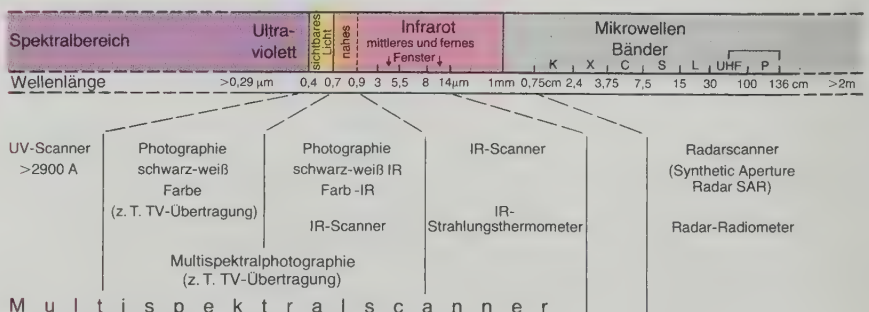 Spektralbereich Ultra- violett sichtbares Licht nahes Infrarot mittleres und fernes Mikrowellen Bänder
Fenster
K X C S L UHF P
Wellenlänge >0,29 µm 0,4 0,7 0,9 3 5,5 8 14µm 1mm 0,75cm 2,4 3,75 7,5 15 30 100 136 cm >2m
UV-Scanner
>2900 A
Photographie
schwarz-weiß
Farbe
(z. T. TV-Übertragung)
Photographie
schwarz-weiß IR
Farb -IR
IR-Scanner
Multispektralphotographie
(z. T. TV-Übertragung)
IR-Scanner
IR-
Strahlungsthermometer
Radarscanner
(Synthetic Aperture
Radar SAR)
Radar-Radiometer
Multispektralscanner